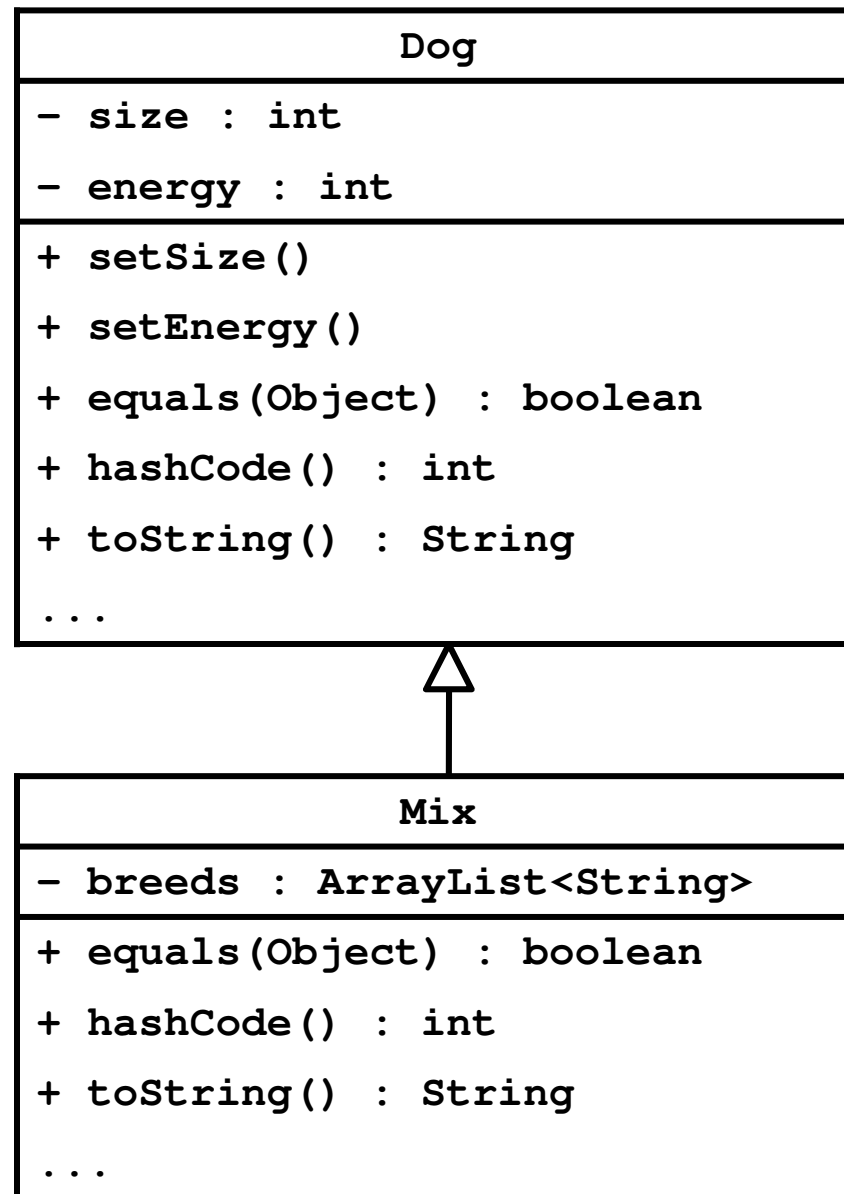 Dog
– size : int
– energy : int
+ setSize()
+ setEnergy()
+ equals(Object) : boolean
+ hashCode() : int
+ toString() : String
...
Mix
– breeds : ArrayList<String>
+ equals(Object) : boolean
+ hashCode() : int
+ toString() : String
...